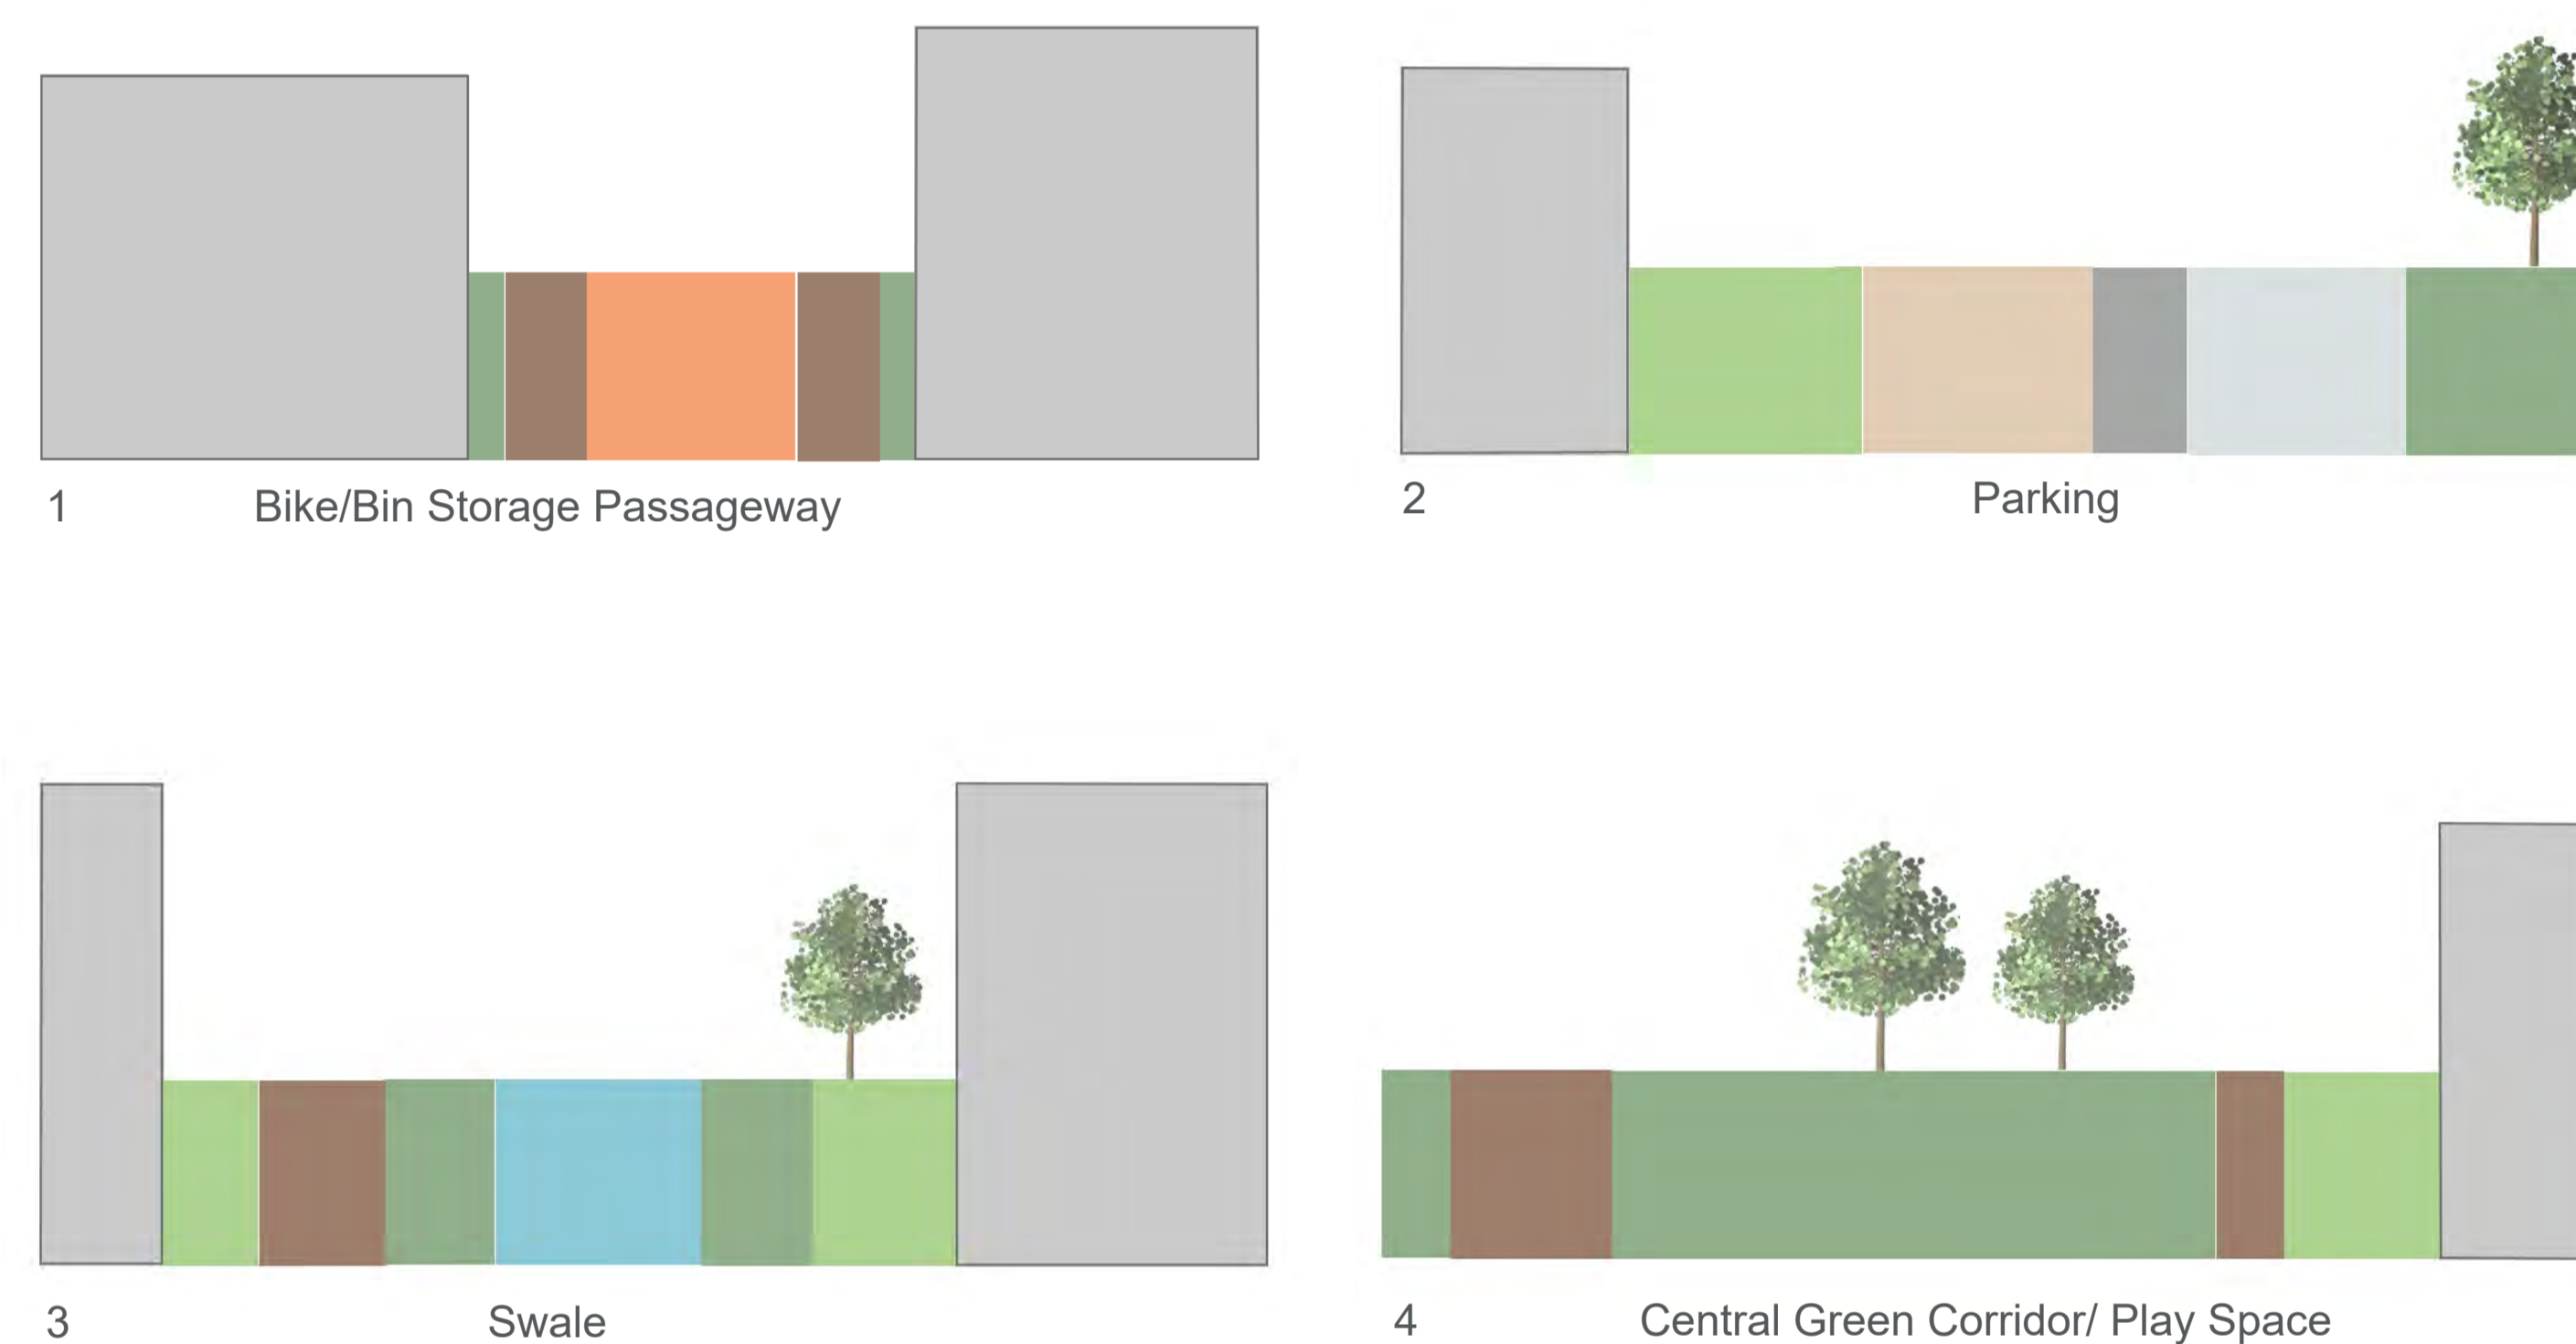 1 Bike/Bin Storage Passageway
2 Parking
3 Swale
4 Central Green Corridor/ Play Space